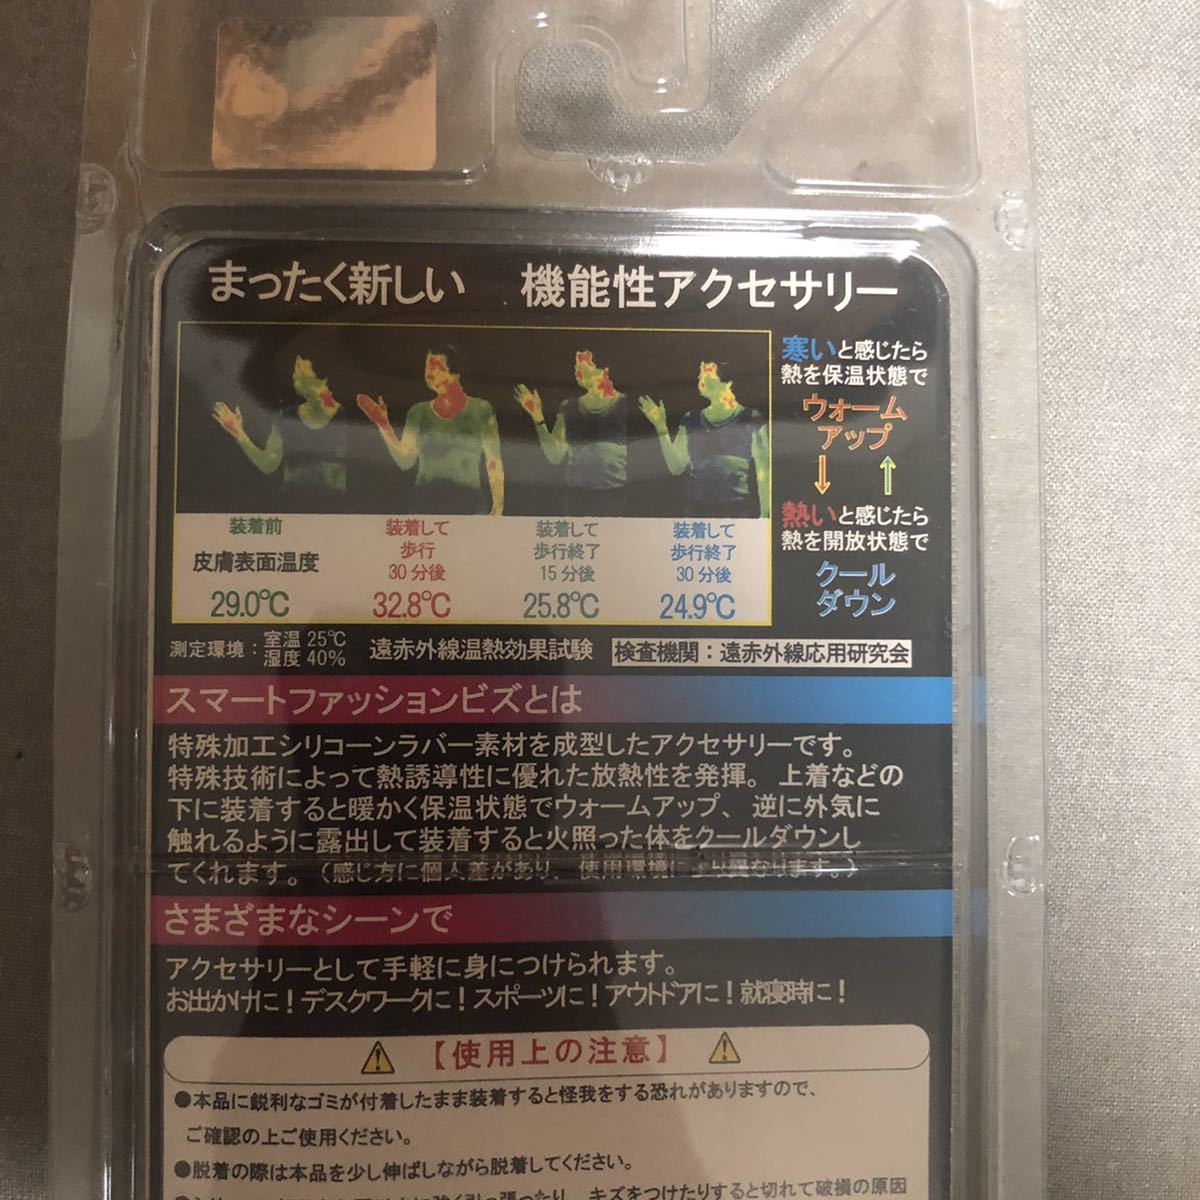 まったく新しい　機能性アクセサリー
寒いと感じたら
熱を保温状態で
ウォーム
アップ
熱いと感じたら
熱を開放状態で
クール
ダウン
装着前
皮膚表面温度
29.0℃
装着して
歩行
30分後
32.8℃
装着して
歩行終了
15分後
25.8℃
装着して
歩行終了
30分後
24.9℃
測定環境：室温 25℃
湿度 40%
遠赤外線温熱効果試験
検査機関：遠赤外線応用研究会
スマートファッションビズとは
特殊加工シリコーンラバー素材を成型したアクセサリーです。
特殊技術によって熱誘導性に優れた放熱性を発揮。上着などの
下に装着すると暖かく保温状態でウォームアップ、逆に外気に
触れるように露出して装着すると火照った体をクールダウンし
てくれます。（感じ方に個人差があり、使用環境により異なります。）
さまざまなシーンで
アクセサリーとして手軽に身につけられます。
お出かけに！デスクワークに！スポーツに！アウトドアに！就寝時に！
【使用上の注意】
●本品に鋭利なゴミが付着したまま装着すると怪我をする恐れがありますので、
ご確認の上ご使用ください。
●脱着の際は本品を少し伸ばしながら脱着してください。
強く引っ張ったり、キズをつけたりすると切れて破損の原因